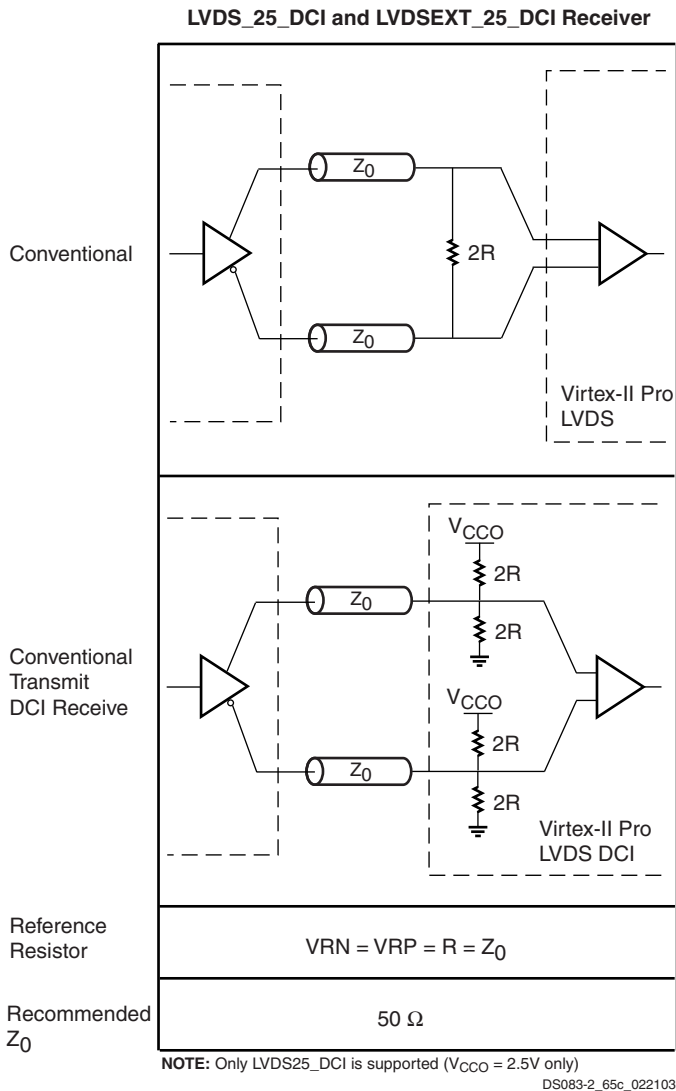 LVDS_25_DCI and LVDSEXT_25_DCI Receiver
Conventional
Z0
2R
Z0
Virtex-II Pro
LVDS
Conventional
Transmit
DCI Receive
VCCO
2R
Z0
2R
VCCO
2R
Z0
2R
Virtex-II Pro
LVDS DCI
Reference
Resistor
VRN = VRP = R = Z0
Recommended
Z0
50 Ω
NOTE: Only LVDS25_DCI is supported (VCCO = 2.5V only)
DS083-2_65c_022103